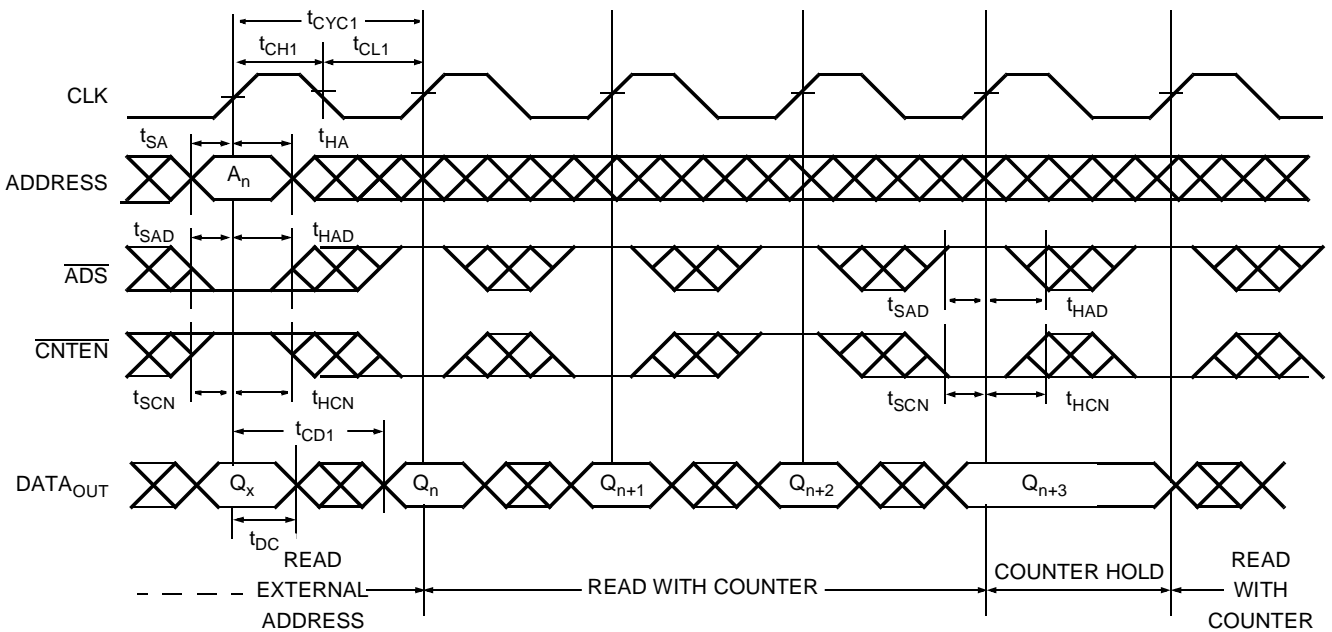 tCYC1
tCH1 tCL1
CLK
tSA tHA
ADDRESS An
tSAD tHAD
ADS
tSAD tHAD
CNTEN
tSCN tHCN tSCN tHCN
tCD1
DATAOUT Qx Qn Qn+1 Qn+2 Qn+3
tDC
READ EXTERNAL ADDRESS
READ WITH COUNTER
COUNTER HOLD
READ WITH COUNTER